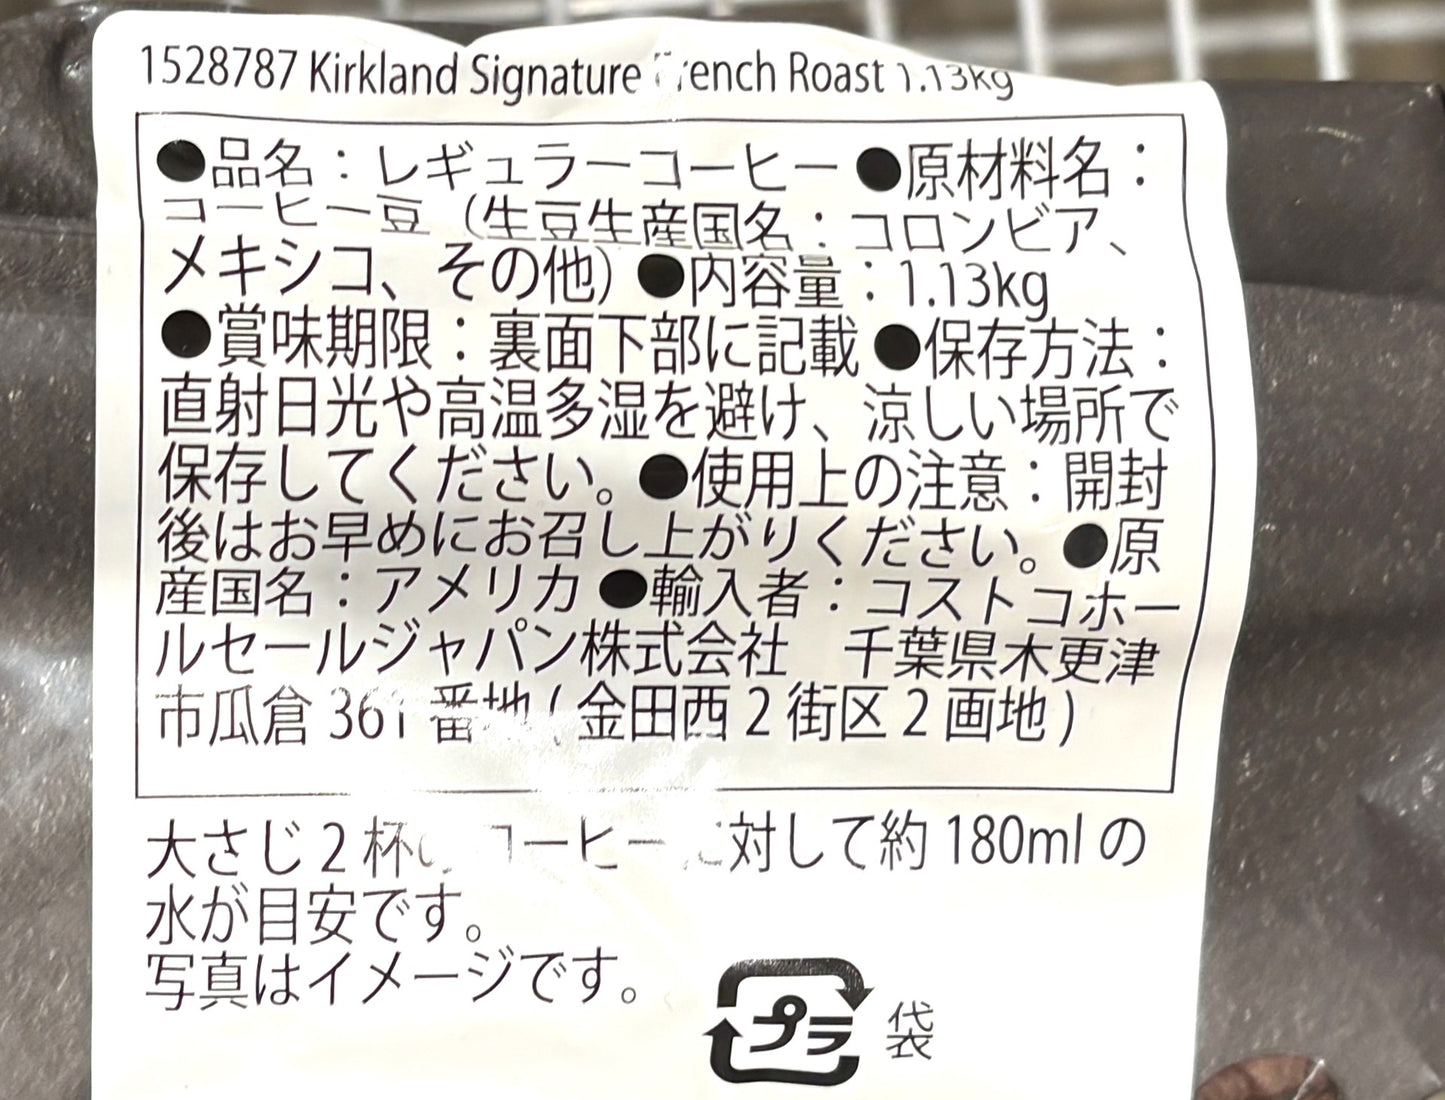 1528787 Kirkland Signature French Roast 1.13kg
●品名：レギュラーコーヒー ●原材料名：
コーヒー豆（生豆生産国名：コロンビア、
メキシコ、その他）●内容量：1.13kg
●賞味期限：裏面下部に記載 ●保存方法：
直射日光や高温多湿を避け、涼しい場所で
保存してください。●使用上の注意：開封
後はお早めにお召し上がりください。●原
産国名：アメリカ ●輸入者：コストコホー
ルセールジャパン株式会社　千葉県木更津
市瓜倉 361 番地 ( 金田西 2 街区 2 画地 )
大さじ 2 杯の コーヒーに対して約 180ml の
水が目安です。
写真はイメージです。
プラ 袋